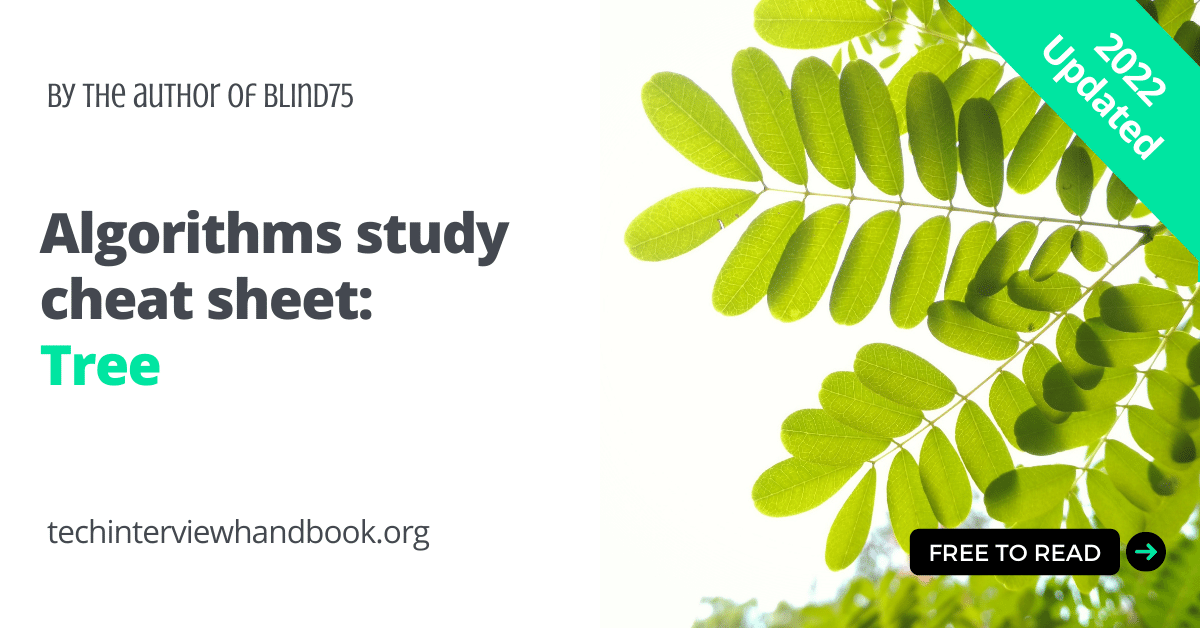 By the author of Blind75
Algorithms study
cheat sheet:
Tree
techinterviewhandbook.org
2022
Updated
FREE TO READ